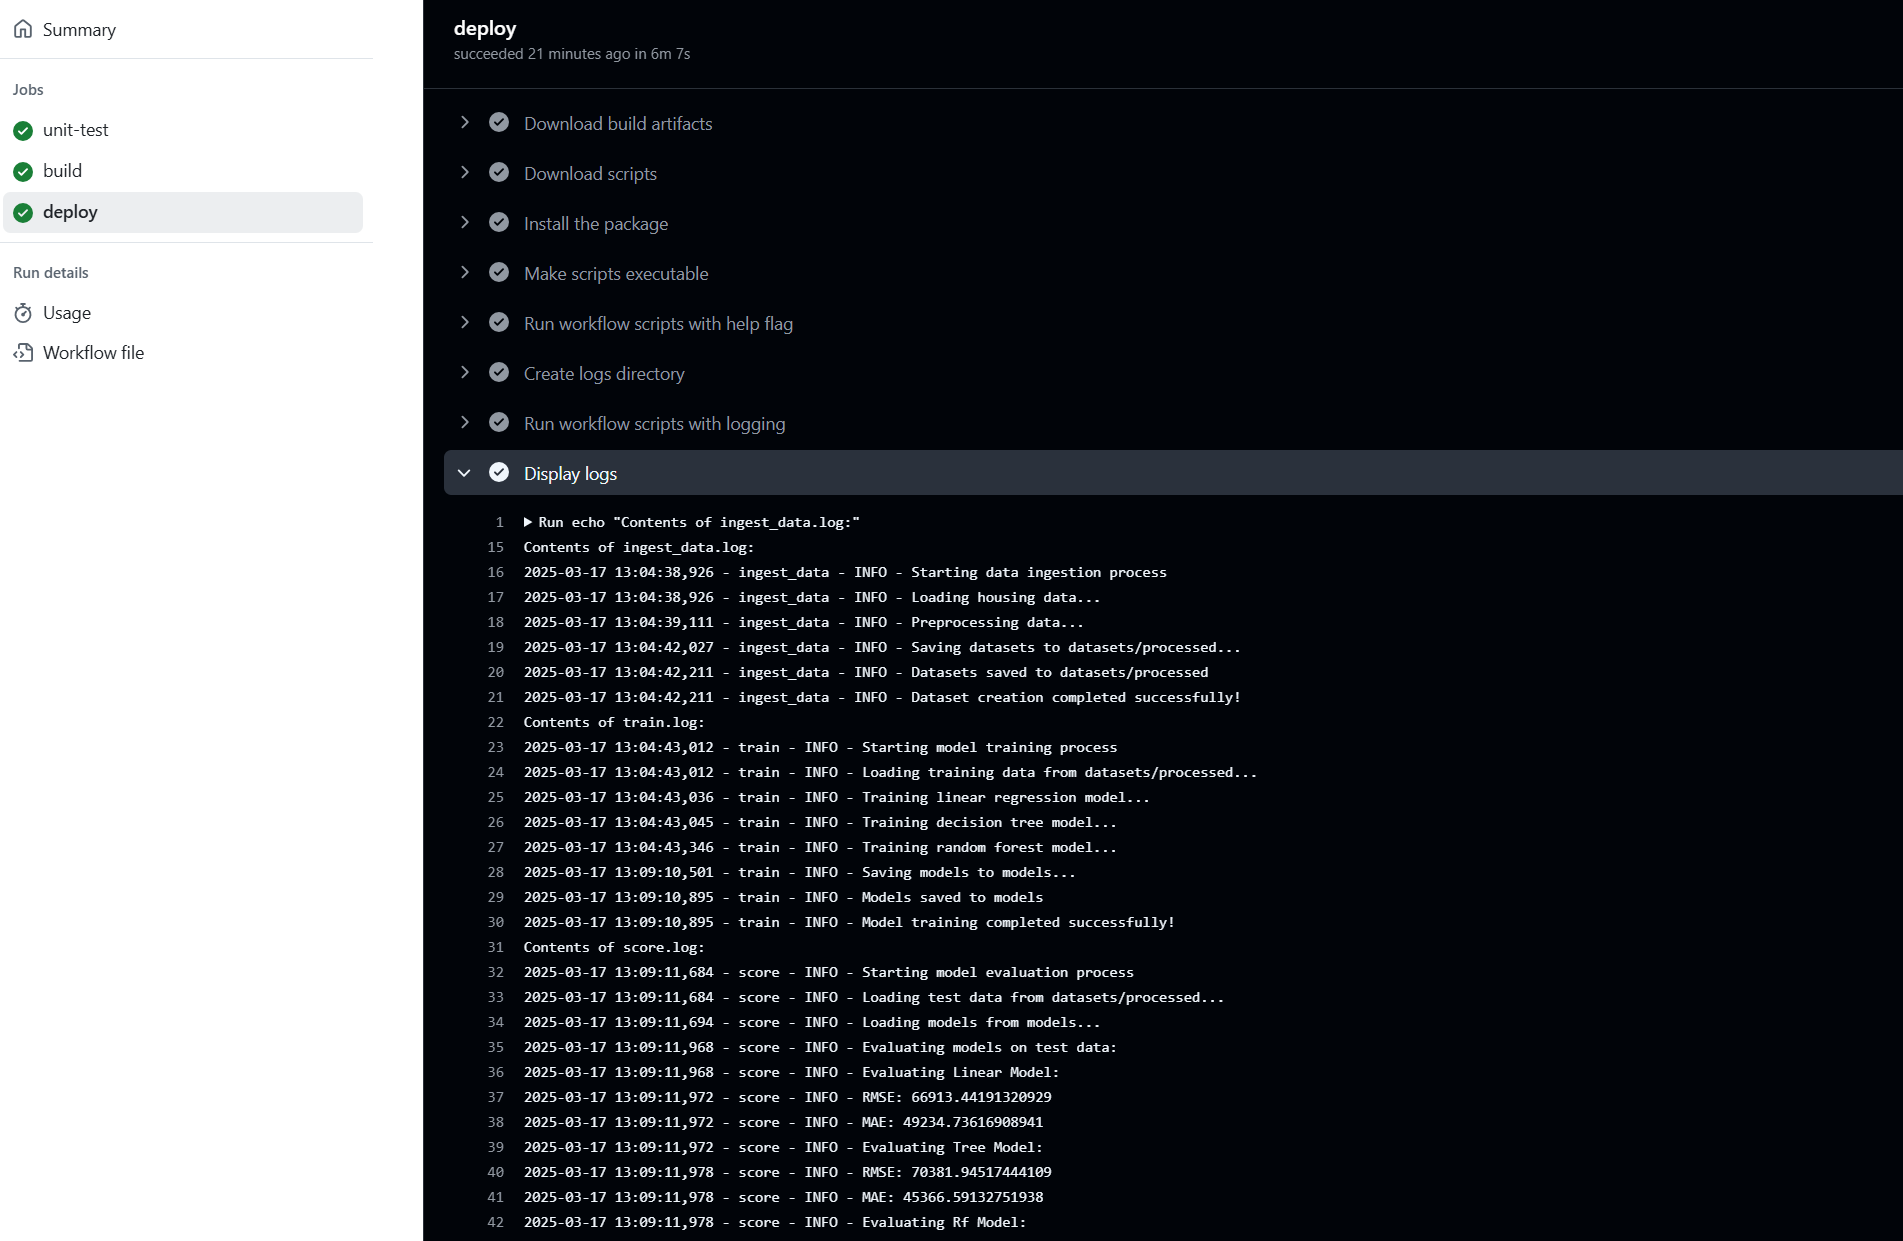 Summary
Jobs
unit-test
build
deploy
Run details
Usage
Workflow file
deploy
succeeded 21 minutes ago in 6m 7s
Download build artifacts
Download scripts
Install the package
Make scripts executable
Run workflow scripts with help flag
Create logs directory
Run workflow scripts with logging
Display logs
1 Run echo "Contents of ingest_data.log:"
15 Contents of ingest_data.log:
16 2025-03-17 13:04:38,926 - ingest_data - INFO - Starting data ingestion process
17 2025-03-17 13:04:38,926 - ingest_data - INFO - Loading housing data...
18 2025-03-17 13:04:39,111 - ingest_data - INFO - Preprocessing data...
19 2025-03-17 13:04:42,027 - ingest_data - INFO - Saving datasets to datasets/processed...
20 2025-03-17 13:04:42,211 - ingest_data - INFO - Datasets saved to datasets/processed
21 2025-03-17 13:04:42,211 - ingest_data - INFO - Dataset creation completed successfully!
22 Contents of train.log:
23 2025-03-17 13:04:43,012 - train - INFO - Starting model training process
24 2025-03-17 13:04:43,012 - train - INFO - Loading training data from datasets/processed...
25 2025-03-17 13:04:43,036 - train - INFO - Training linear regression model...
26 2025-03-17 13:04:43,045 - train - INFO - Training decision tree model...
27 2025-03-17 13:04:43,346 - train - INFO - Training random forest model...
28 2025-03-17 13:09:10,501 - train - INFO - Saving models to models...
29 2025-03-17 13:09:10,895 - train - INFO - Models saved to models
30 2025-03-17 13:09:10,895 - train - INFO - Model training completed successfully!
31 Contents of score.log:
32 2025-03-17 13:09:11,684 - score - INFO - Starting model evaluation process
33 2025-03-17 13:09:11,684 - score - INFO - Loading test data from datasets/processed...
34 2025-03-17 13:09:11,694 - score - INFO - Loading models from models...
35 2025-03-17 13:09:11,968 - score - INFO - Evaluating models on test data:
36 2025-03-17 13:09:11,968 - score - INFO - Evaluating Linear Model:
37 2025-03-17 13:09:11,972 - score - INFO - RMSE: 66913.44191320929
38 2025-03-17 13:09:11,972 - score - INFO - MAE: 49234.73616908941
39 2025-03-17 13:09:11,972 - score - INFO - Evaluating Tree Model:
40 2025-03-17 13:09:11,978 - score - INFO - RMSE: 70381.94517444109
41 2025-03-17 13:09:11,978 - score - INFO - MAE: 45366.59132751938
42 2025-03-17 13:09:11,978 - score - INFO - Evaluating Rf Model: